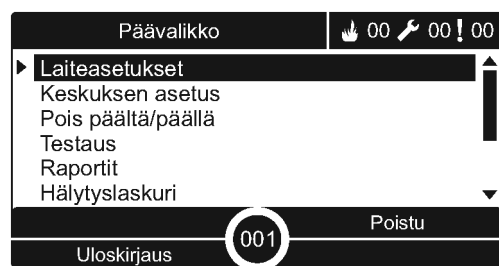 Päävalikko 00 00 00
Laiteasetukset
Keskuksen asetus
Pois päältä/päällä
Testaus
Raportit
Hälytyslaskuri
Poistu
001
Uloskirjaus